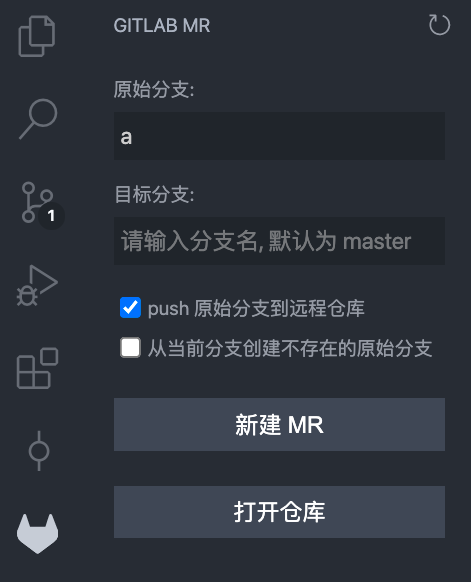 GITLAB MR
原始分支:
a
目标分支:
请输入分支名, 默认为 master
1
push 原始分支到远程仓库
从当前分支创建不存在的原始分支
新建 MR
打开仓库